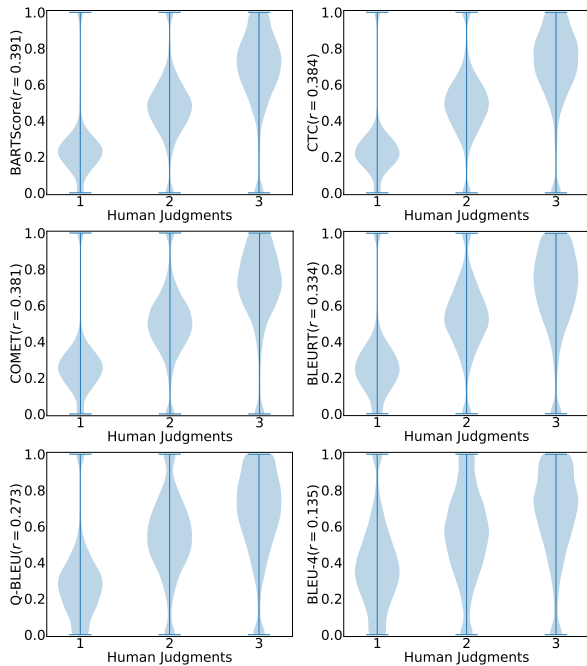 BARTScore(r = 0.391)
1.0
0.8
0.6
0.4
0.2
0.0
1 2 3
Human Judgments
CTC(r = 0.384)
1.0
0.8
0.6
0.4
0.2
0.0
1 2 3
Human Judgments
COMET(r = 0.381)
1.0
0.8
0.6
0.4
0.2
0.0
1 2 3
Human Judgments
BLEURT(r = 0.334)
1.0
0.8
0.6
0.4
0.2
0.0
1 2 3
Human Judgments
Q-BLEU(r = 0.273)
1.0
0.8
0.6
0.4
0.2
0.0
1 2 3
Human Judgments
BLEU-4(r = 0.135)
1.0
0.8
0.6
0.4
0.2
0.0
1 2 3
Human Judgments